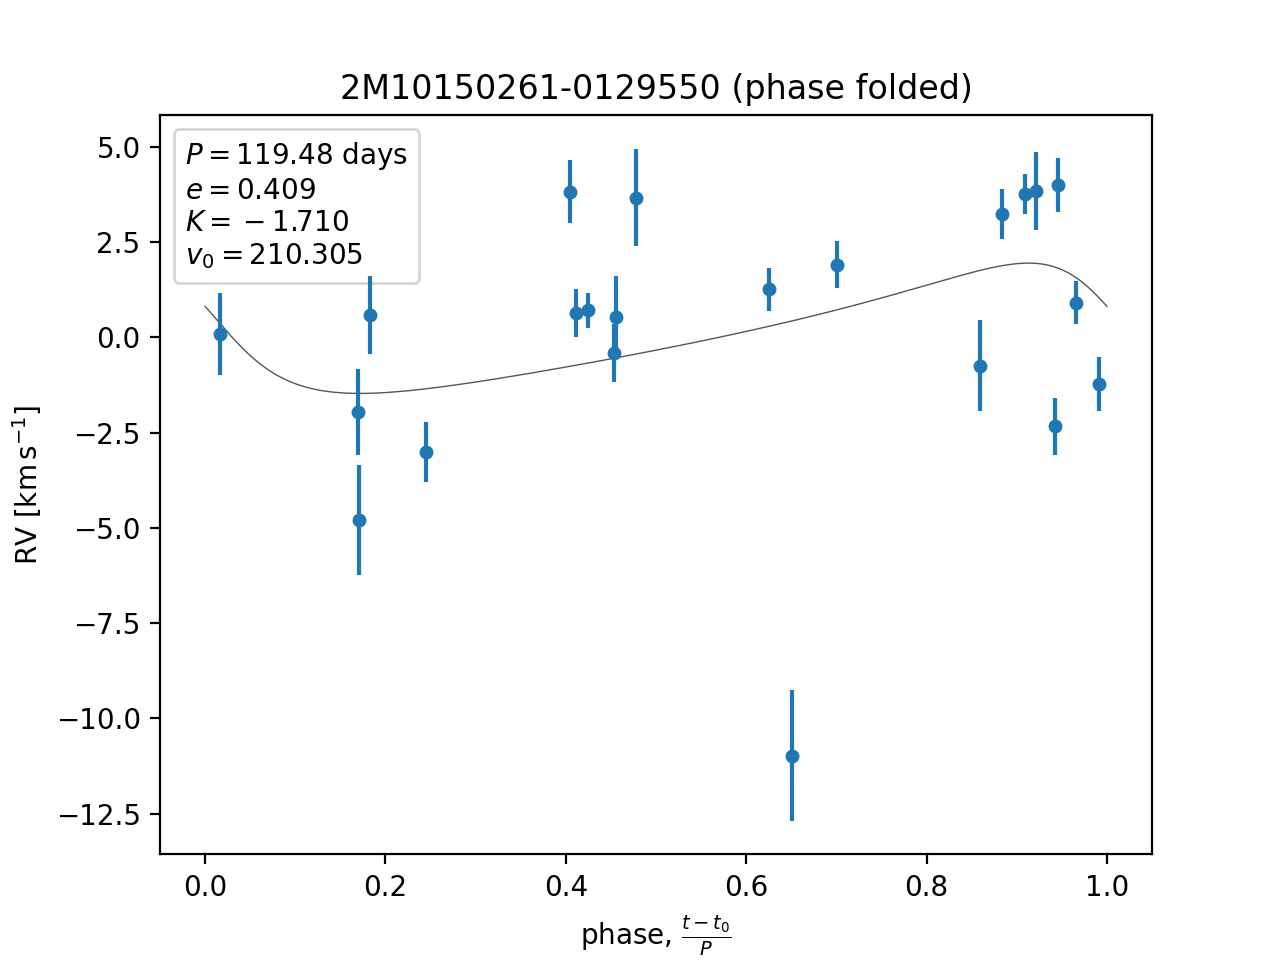 2M10150261-0129550 (phase folded)
P = 119.48 days
e = 0.409
K = −1.710
v₀ = 210.305
5.0
2.5
0.0
−2.5
−5.0
−7.5
−10.0
−12.5
RV [km s⁻¹]
0.0 0.2 0.4 0.6 0.8 1.0
phase, (t − t₀)/P